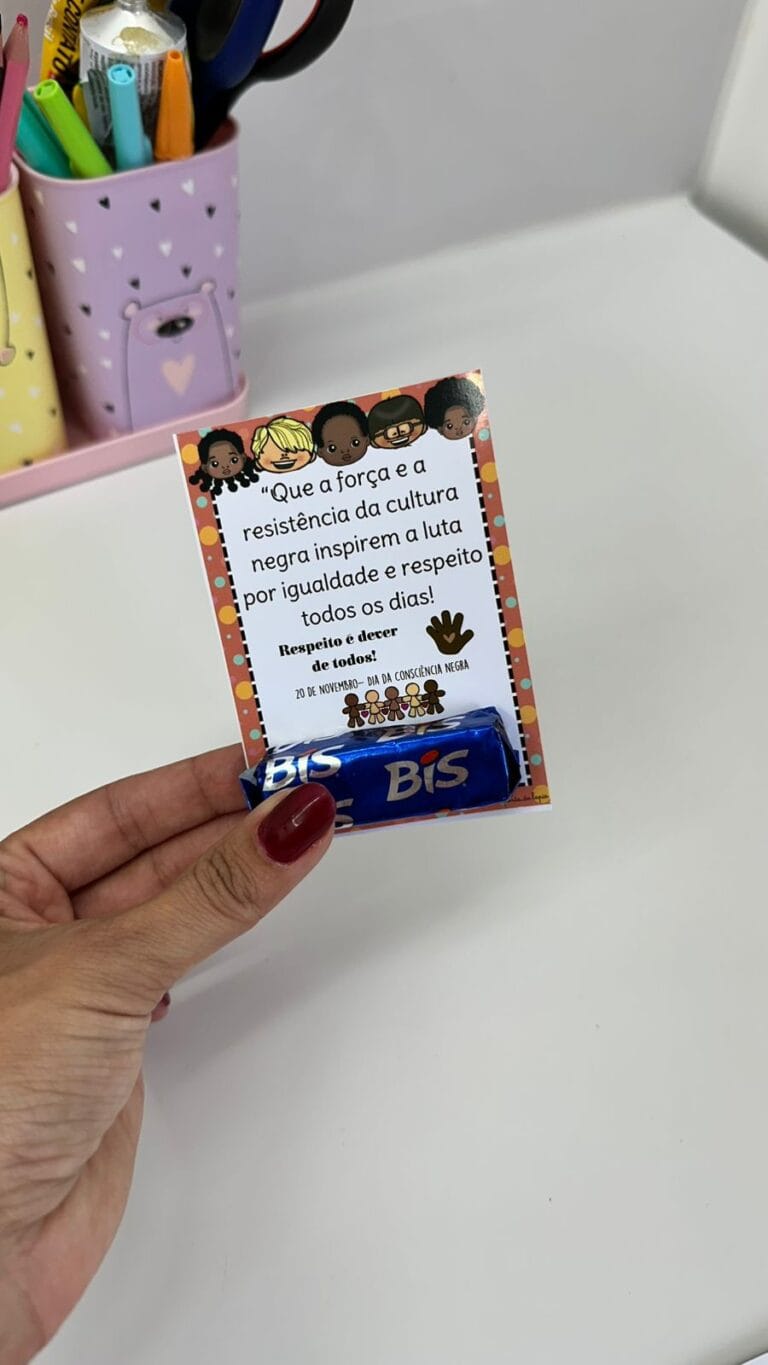 CONTATO
“Que a força e a
resistência da cultura
negra inspirem a luta
por igualdade e respeito
todos os dias!
Respeito é dever
de todos!
20 DE NOVEMBRO- DIA DA CONSCIÊNCIA NEGRA
BIS
BIS